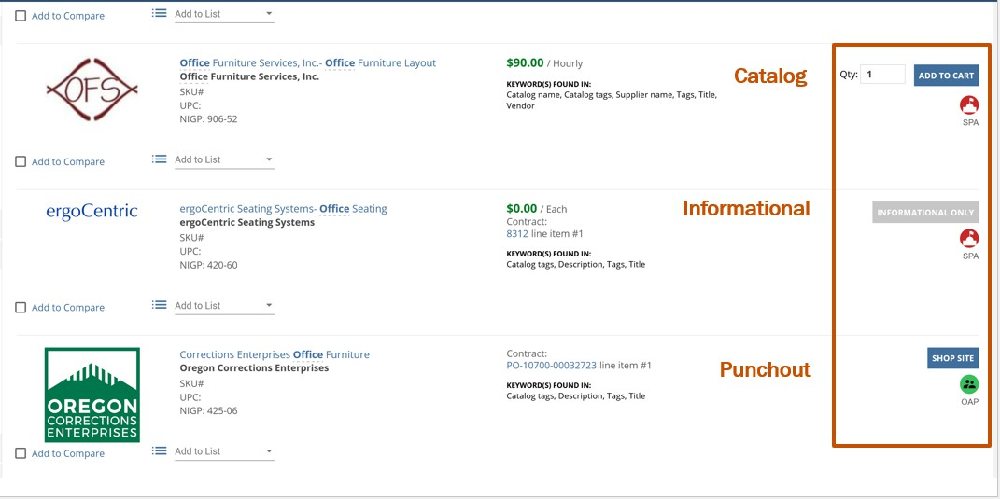 Add to Compare
Add to List
OFS
Office Furniture Services, Inc.- Office Furniture Layout
Office Furniture Services, Inc.
SKU#
UPC:
NIGP: 906-52
$90.00 / Hourly
KEYWORD(S) FOUND IN:
Catalog name, Catalog tags, Supplier name, Tags, Title,
Vendor
Catalog
Qty: 1
ADD TO CART
SPA
Add to Compare
Add to List
ergoCentric
ergoCentric Seating Systems- Office Seating
ergoCentric Seating Systems
SKU#
UPC:
NIGP: 420-60
$0.00 / Each
Contract:
8312 line item #1
KEYWORD(S) FOUND IN:
Catalog tags, Description, Tags, Title
Informational
INFORMATIONAL ONLY
SPA
Add to Compare
Add to List
OREGON
CORRECTIONS
ENTERPRISES
Corrections Enterprises Office Furniture
Oregon Corrections Enterprises
SKU#
UPC:
NIGP: 425-06
Contract:
PO-10700-00032723 line item #1
KEYWORD(S) FOUND IN:
Catalog tags, Description, Tags, Title
Punchout
SHOP SITE
OAP
Add to Compare
Add to List